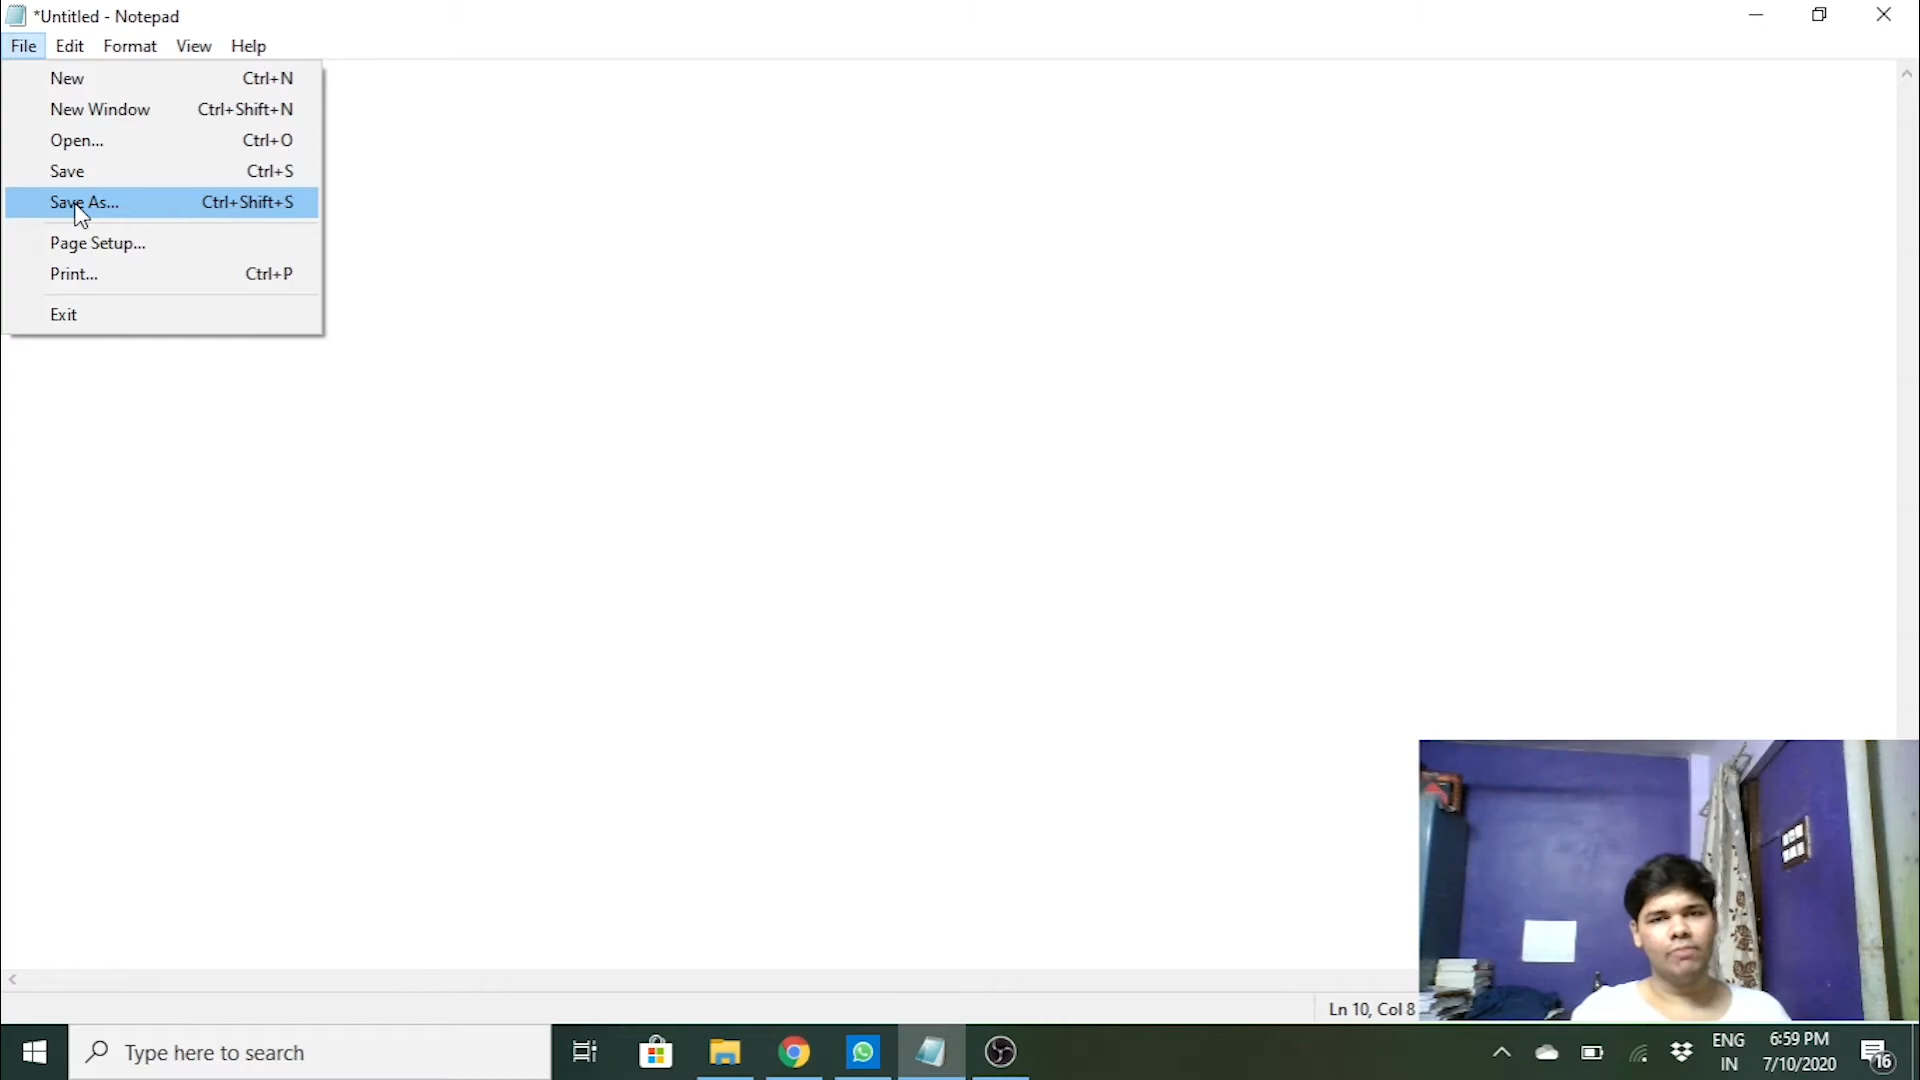 *Untitled - Notepad
File Edit Format View Help
New Ctrl+N
New Window Ctrl+Shift+N
Open... Ctrl+O
Save Ctrl+S
Save As... Ctrl+Shift+S
Page Setup...
Print... Ctrl+P
Exit
Ln 10, Col 8
Type here to search
ENG
IN
6:59 PM
7/10/2020
16